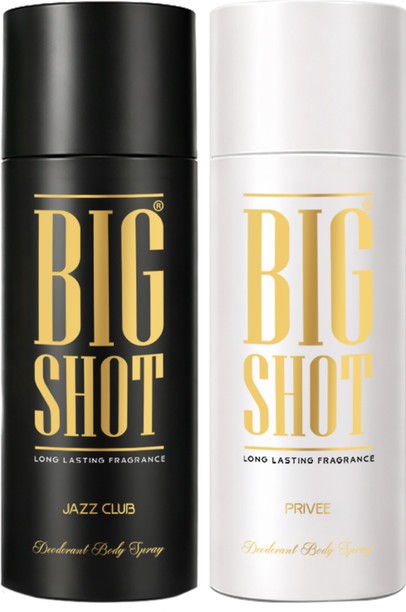 BIG®
SHOT
LONG LASTING FRAGRANCE
JAZZ CLUB
Deodorant Body Spray
BIG®
SHOT
LONG LASTING FRAGRANCE
PRIVEE
Deodorant Body Spray